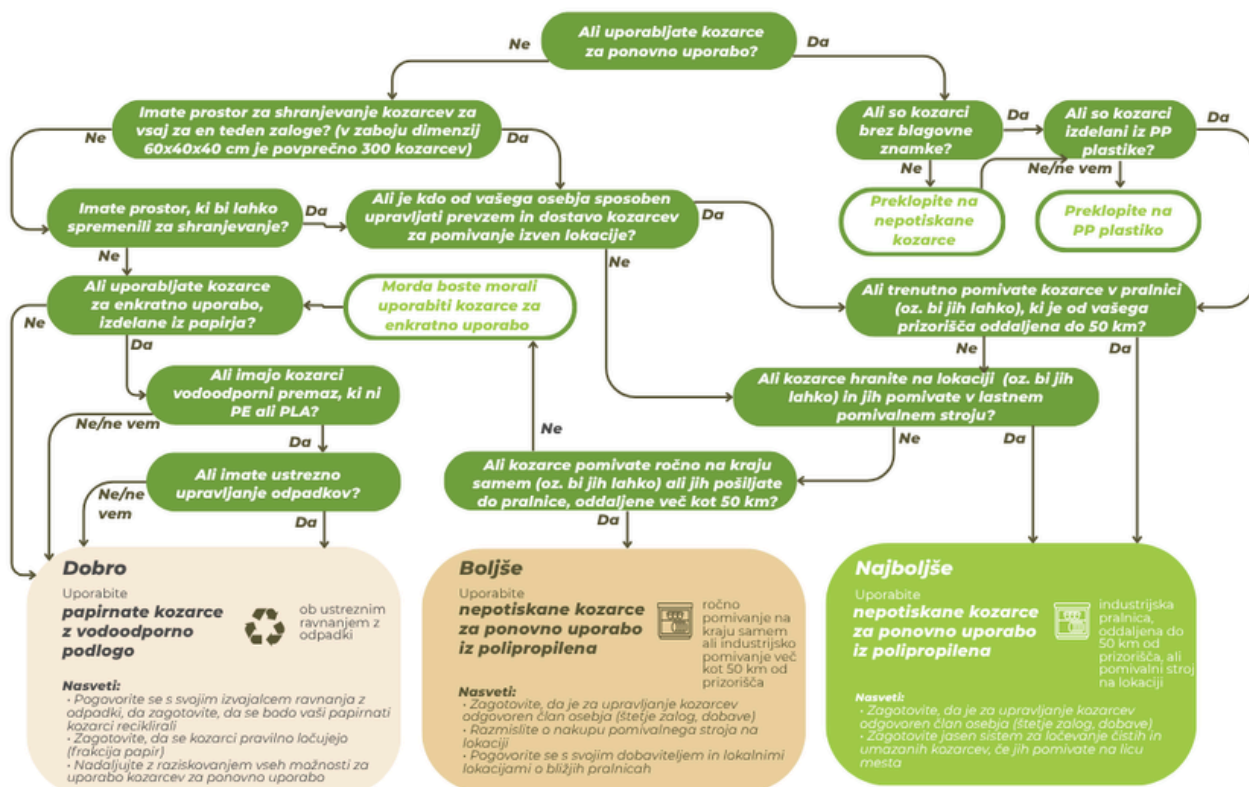 Ali uporabljate kozarce
za ponovno uporabo?
Ne
Da
Imate prostor za shranjevanje kozarcev za
vsaj za en teden zaloge? (v zaboju dimenzij
60x40x40 cm je povprečno 300 kozarcev)
Ne
Da
Ali so kozarci
brez blagovne
znamke?
Da
Ne
Ali so kozarci
izdelani iz PP
plastike?
Da
Ne/ne vem
Preklopite na
nepotiskane
kozarce
Preklopite na
PP plastiko
Imate prostor, ki bi lahko
spremenili za shranjevanje?
Da
Ne
Ali je kdo od vašega osebja sposoben
upravljati prevzem in dostavo kozarcev
za pomivanje izven lokacije?
Da
Ne
Ali uporabljate kozarce
za enkratno uporabo,
izdelane iz papirja?
Ne
Da
Morda boste morali
uporabiti kozarce za
enkratno uporabo
Ali trenutno pomivate kozarce v pralnici
(oz. bi jih lahko), ki je od vašega
prizorišča oddaljena do 50 km?
Ne
Da
Ali imajo kozarci
vodoodporni premaz, ki ni
PE ali PLA?
Ne/ne vem
Da
Ali kozarce hranite na lokaciji (oz. bi jih
lahko) in jih pomivate v lastnem
pomivalnem stroju?
Ne
Da
Ali imate ustrezno
upravljanje odpadkov?
Ne/ne
vem
Da
Ali kozarce pomivate ročno na kraju
samem (oz. bi jih lahko) ali jih pošiljate
do pralnice, oddaljene več kot 50 km?
Ne
Da
Dobro
Uporabite
papirnate kozarce
z vodoodporno
podlogo
ob ustreznim
ravnanjem z
odpadki
Nasveti:
• Pogovorite se s svojim izvajalcem ravnanja z
odpadki, da zagotovite, da se bodo vaši papirnati
kozarci reciklirali
• Zagotovite, da se kozarci pravilno ločujejo
(frakcija papir)
• Nadaljujte z raziskovanjem vseh možnosti za
uporabo kozarcev za ponovno uporabo
Boljše
Uporabite
nepotiskane kozarce
za ponovno uporabo
iz polipropilena
ročno
pomivanje na
kraju samem
ali industrijsko
pomivanje več
kot 50 km od
prizorišča
Nasveti:
• Zagotovite, da je za upravljanje kozarcev
odgovoren član osebja (štetje zalog, dobave)
• Razmislite o nakupu pomivalnega stroja na
lokaciji
• Pogovorite se s svojim dobaviteljem in lokalnimi
lokacijami o bližjih pralnicah
Najboljše
Uporabite
nepotiskane kozarce
za ponovno uporabo
iz polipropilena
industrijska
pralnica,
oddaljena do
50 km od
prizorišča, ali
pomivalni stroj
na lokaciji
Nasveti:
• Zagotovite, da je za upravljanje kozarcev
odgovoren član osebja (štetje zalog, dobave)
• Zagotovite jasen sistem za ločevanje čistih in
umazanih kozarcev, če jih pomivate na licu
mesta